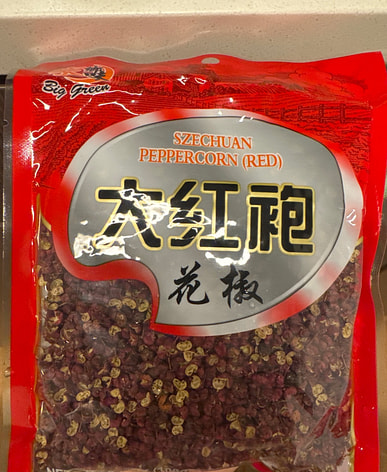 Big Green
SZECHUAN
PEPPERCORN (RED)
大红袍
花椒